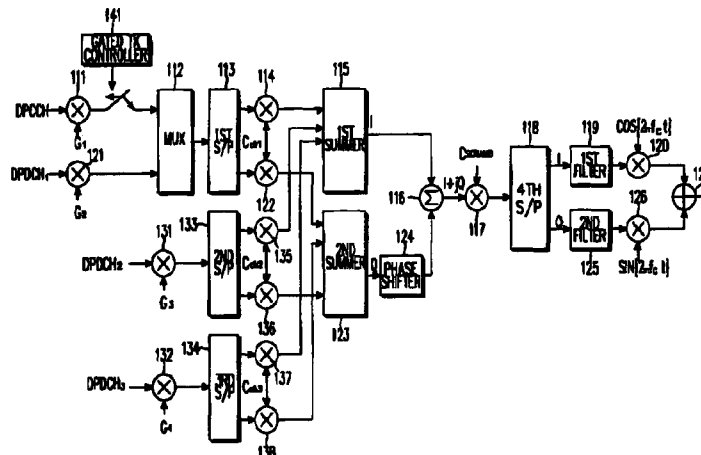 141
GATED TX
CONTROLLER
111
112
113
114
115
DPCCH
G1
MUX
1ST
S/P
Cch1
1ST
SUMMER
I
121
DPDCH1
G2
122
118
119
COS(2πfct)
120
116
I+jQ
117
4TH
S/P
I
1ST
FILTER
Q
2ND
FILTER
125
126
SIN(2πfct)
133
131
DPDCH2
G3
2ND
S/P
135
Cch2
136
2ND
SUMMER
123
Q
124
PHASE
SHIFTER
134
132
DPDCH3
G4
3RD
S/P
137
Cch3
138